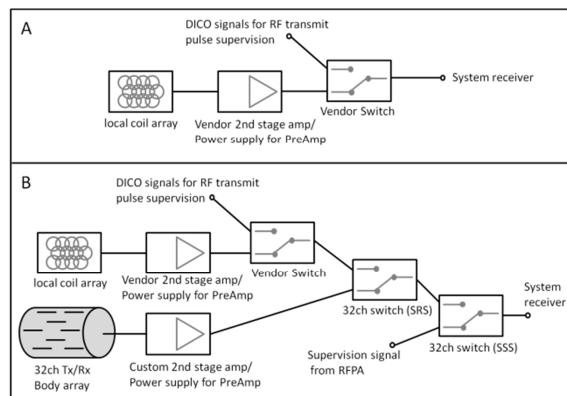 A
DICO signals for RF transmit
pulse supervision
System receiver
local coil array
Vendor 2nd stage amp/
Power supply for PreAmp
Vendor Switch
B
DICO signals for RF transmit
pulse supervision
local coil array
Vendor 2nd stage amp/
Power supply for PreAmp
Vendor Switch
32ch switch (SRS)
System
receiver
32ch Tx/Rx
Body array
Custom 2nd stage amp/
Power supply for PreAmp
Supervision signal
from RFPA
32ch switch (SSS)